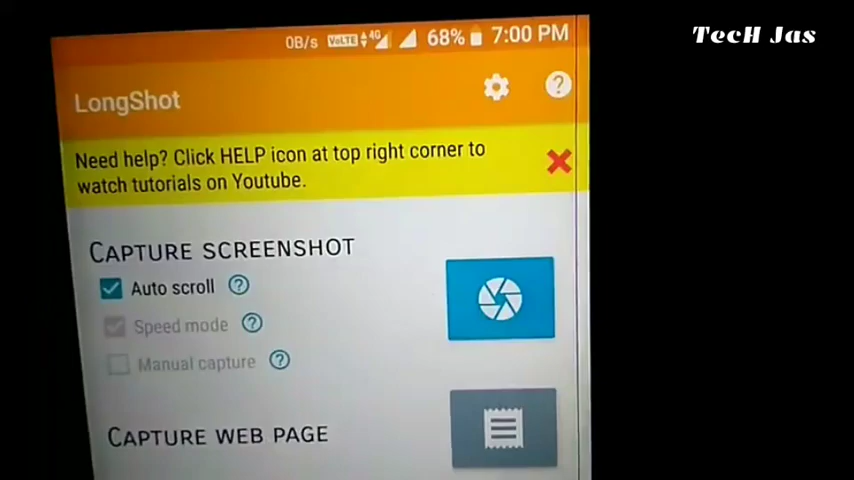 TecH Jas
0B/s VoLTE 4G 68% 7:00 PM
LongShot
Need help? Click HELP icon at top right corner to
watch tutorials on Youtube.
CAPTURE SCREENSHOT
Auto scroll ?
Speed mode ?
Manual capture ?
CAPTURE WEB PAGE